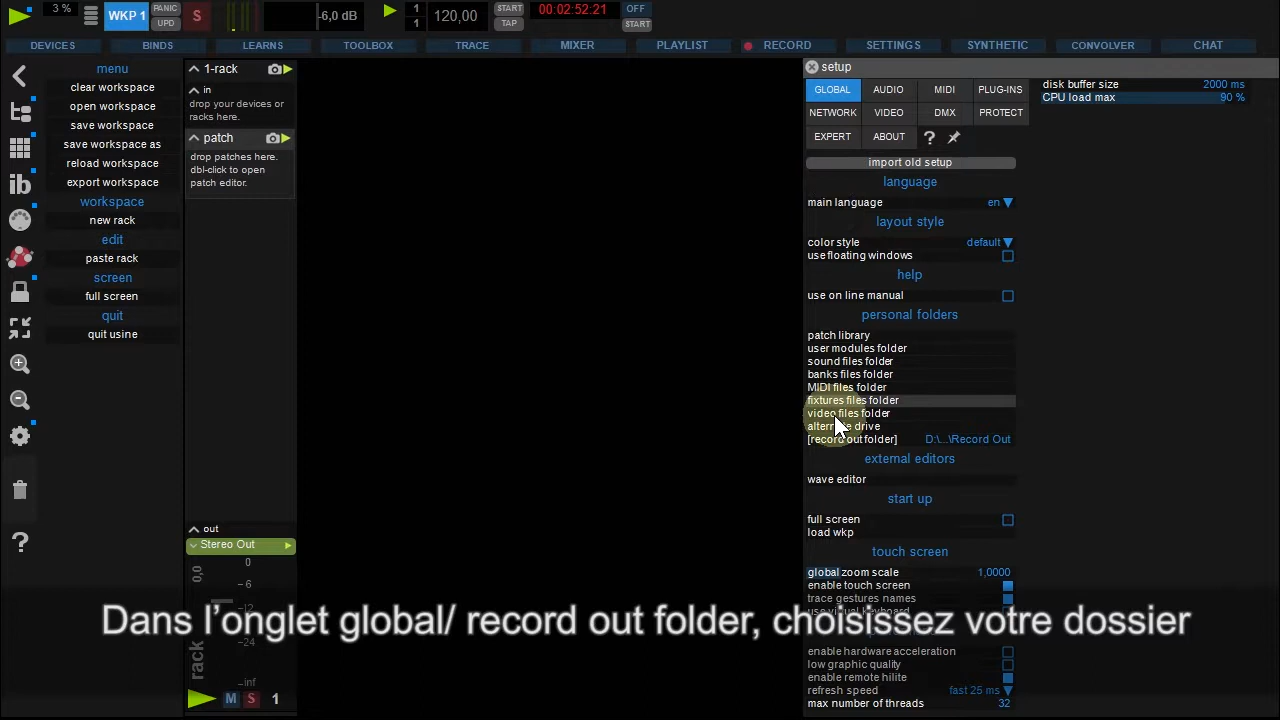 3 %
WKP 1
PANIC
UPD
S
-6,0 dB
1
1
120,00
START
TAP
00:02:52:21
OFF
START
DEVICES
BINDS
LEARNS
TOOLBOX
TRACE
MIXER
PLAYLIST
RECORD
SETTINGS
SYNTHETIC
CONVOLVER
CHAT
menu
clear workspace
open workspace
save workspace
save workspace as
reload workspace
export workspace
workspace
new rack
edit
paste rack
screen
full screen
quit
quit usine
ib
?
1-rack
in
drop your devices or
racks here.
patch
drop patches here.
dbl-click to open
patch editor.
out
Stereo Out
0,0
0
-6
-12
-inf
rack
M
S
1
setup
GLOBAL
AUDIO
MIDI
PLUG-INS
NETWORK
VIDEO
DMX
PROTECT
EXPERT
ABOUT
?
import old setup
language
main language en
layout style
color style default
use floating windows
help
use on line manual
personal folders
patch library
user modules folder
sound files folder
banks files folder
MIDI files folder
fixtures files folder
video files folder
alternate drive
[record out folder] D:\...\Record Out
external editors
wave editor
start up
full screen
load wkp
touch screen
global zoom scale 1,0000
enable touch screen
trace gestures names
use visual keyboard
enable hardware acceleration
low graphic quality
enable remote hilite
refresh speed fast 25 ms
max number of threads 32
disk buffer size 2000 ms
CPU load max 90 %
Dans l’onglet global/ record out folder, choisissez votre dossier